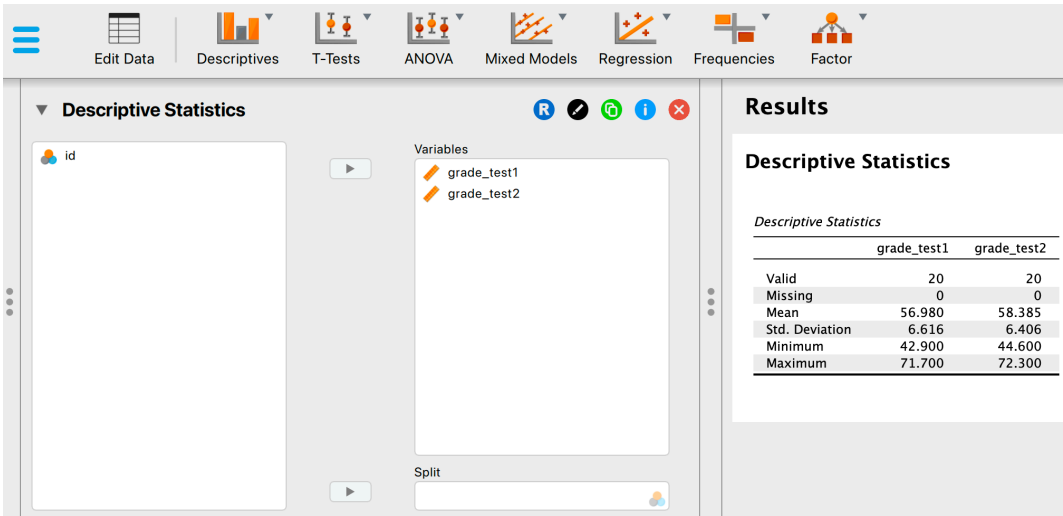 Edit Data Descriptives T-Tests ANOVA Mixed Models Regression Frequencies Factor
Descriptive Statistics
R i
id
Variables
grade_test1
grade_test2
Split
Results
Descriptive Statistics
Descriptive Statistics
grade_test1 grade_test2
Valid 20 20
Missing 0 0
Mean 56.980 58.385
Std. Deviation 6.616 6.406
Minimum 42.900 44.600
Maximum 71.700 72.300